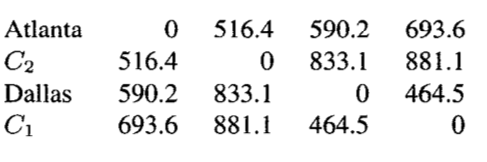 Atlanta 0 516.4 590.2 693.6
C2 516.4 0 833.1 881.1
Dallas 590.2 833.1 0 464.5
C1 693.6 881.1 464.5 0